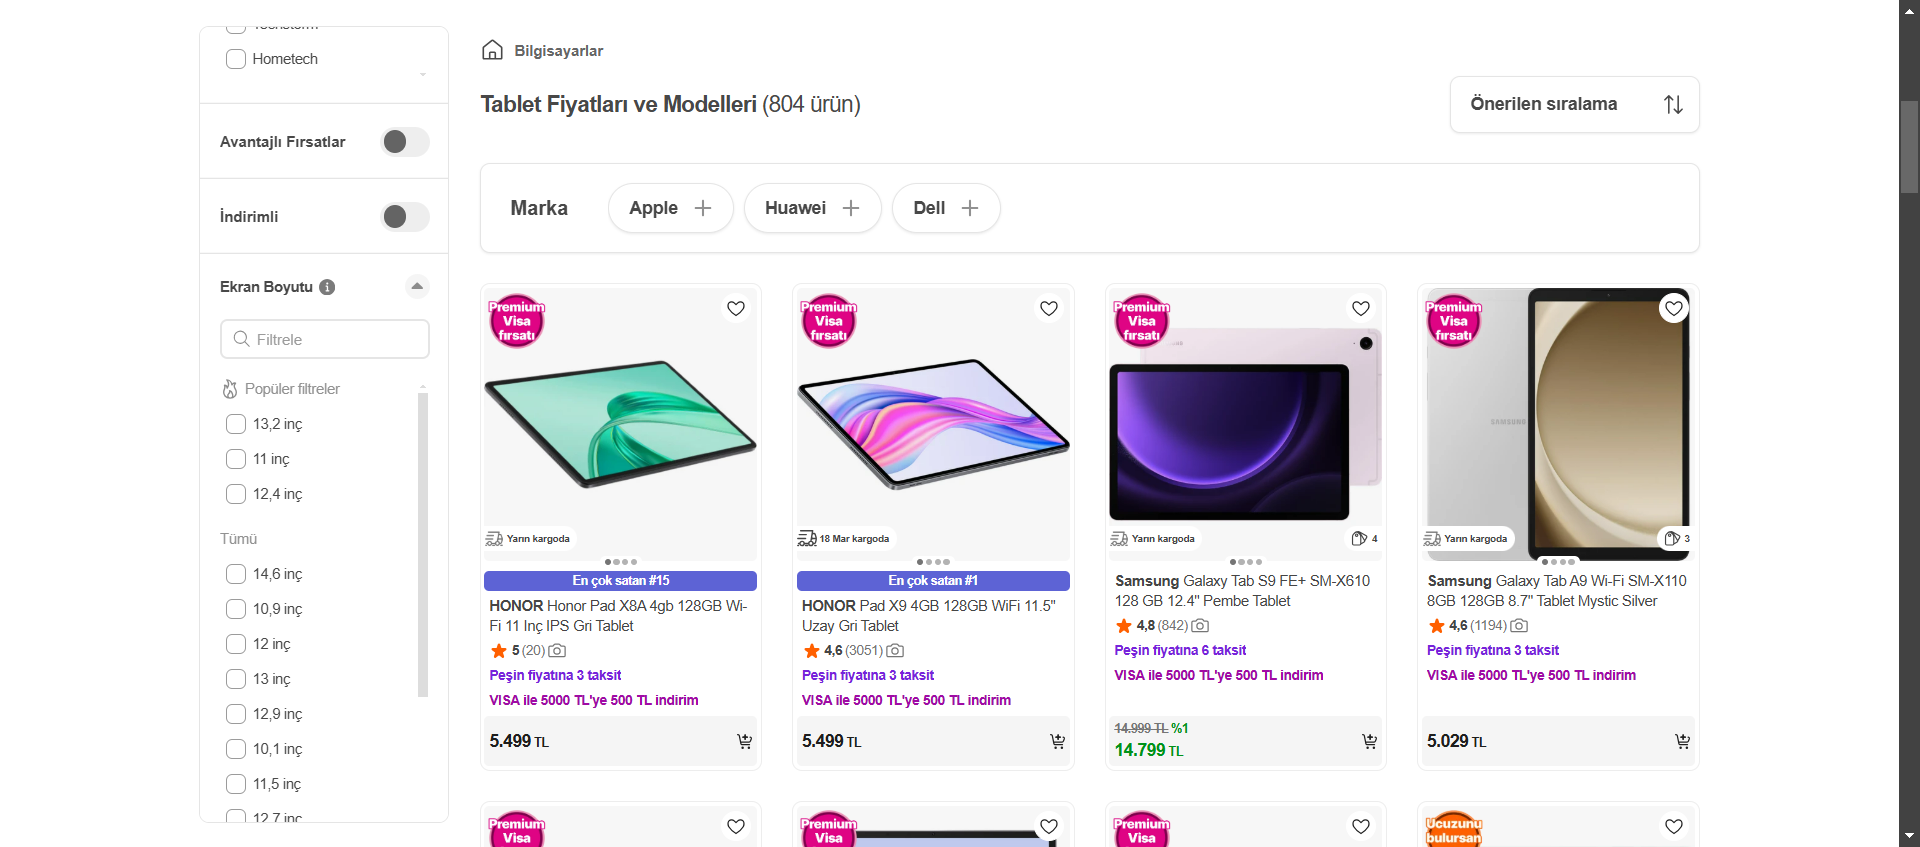 Hometech
Avantajlı Fırsatlar
İndirimli
Ekran Boyutu
Filtrele
Popüler filtreler
13,2 inç
11 inç
12,4 inç
Tümü
14,6 inç
10,9 inç
12 inç
13 inç
12,9 inç
10,1 inç
11,5 inç
12,7 inç
Bilgisayarlar
Tablet Fiyatları ve Modelleri (804 ürün)
Önerilen sıralama
Marka
Apple
Huawei
Dell
Premium
Visa
fırsatı
Yarın kargoda
En çok satan #15
HONOR Honor Pad X8A 4gb 128GB Wi-
Fi 11 Inç IPS Gri Tablet
5 (20)
Peşin fiyatına 3 taksit
VISA ile 5000 TL'ye 500 TL indirim
5.499 TL
Premium
Visa
fırsatı
18 Mar kargoda
En çok satan #1
HONOR Pad X9 4GB 128GB WiFi 11.5"
Uzay Gri Tablet
4,6 (3051)
Peşin fiyatına 3 taksit
VISA ile 5000 TL'ye 500 TL indirim
5.499 TL
Premium
Visa
fırsatı
Yarın kargoda
4
Samsung Galaxy Tab S9 FE+ SM-X610
128 GB 12.4" Pembe Tablet
4,8 (842)
Peşin fiyatına 6 taksit
VISA ile 5000 TL'ye 500 TL indirim
14.999 TL %1
14.799 TL
Premium
Visa
fırsatı
SAMSUNG
Yarın kargoda
3
Samsung Galaxy Tab A9 Wi-Fi SM-X110
8GB 128GB 8.7" Tablet Mystic Silver
4,6 (1194)
Peşin fiyatına 3 taksit
VISA ile 5000 TL'ye 500 TL indirim
5.029 TL
Premium
Visa
Premium
Visa
Premium
Visa
Ucuzunu
bulursan